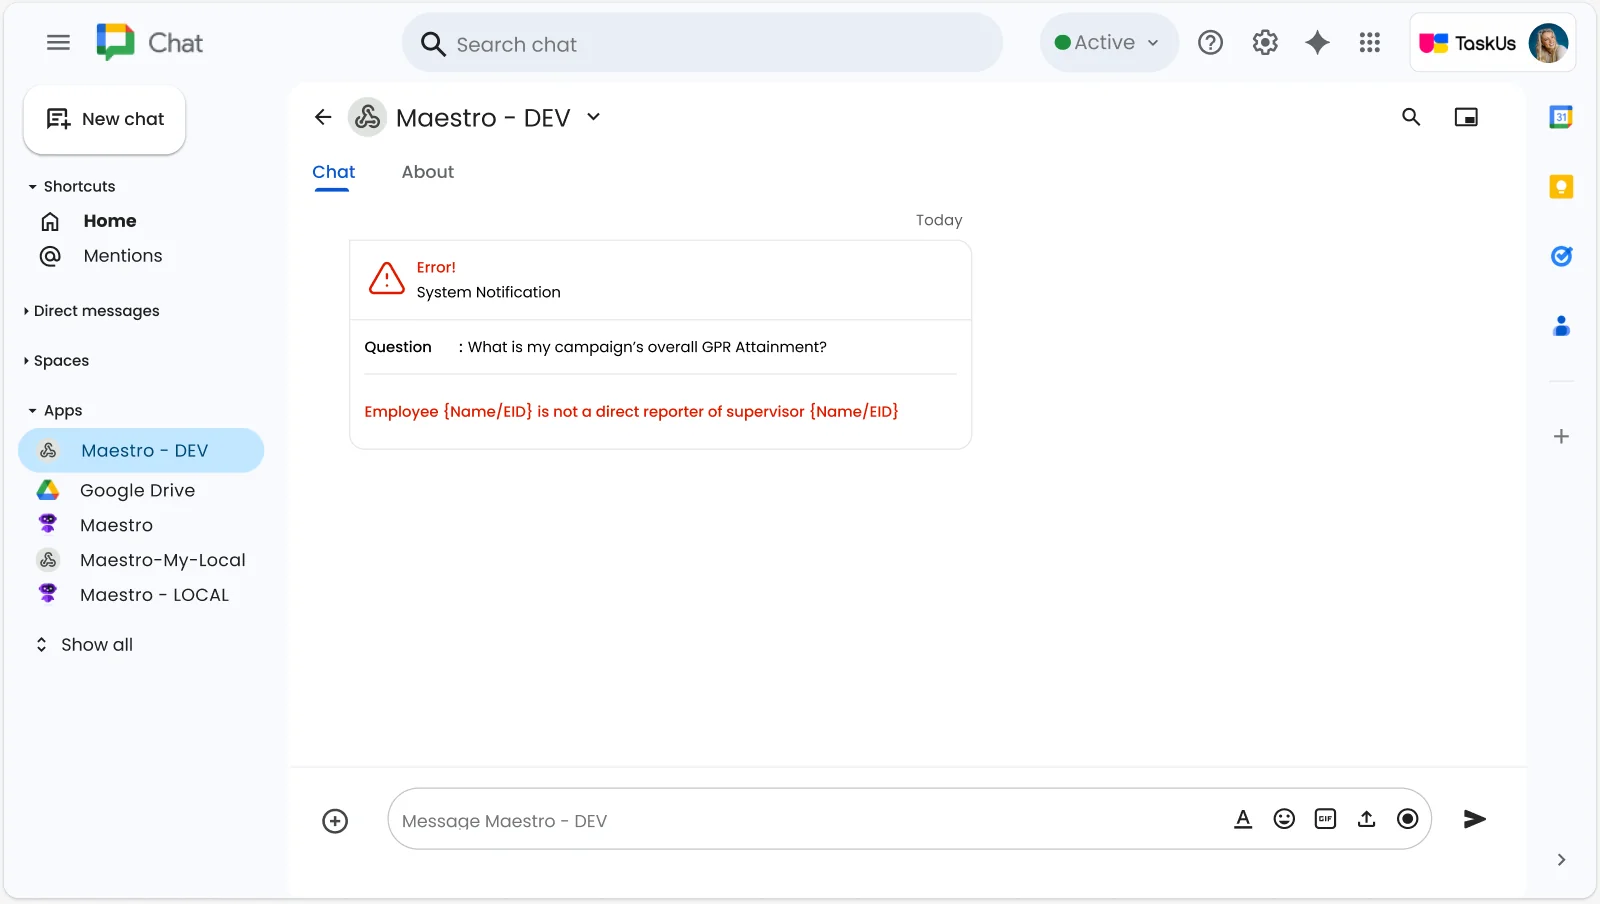 Chat
Search chat
Active
TaskUs
New chat
Shortcuts
Home
Mentions
Direct messages
Spaces
Apps
Maestro - DEV
Google Drive
Maestro
Maestro-My-Local
Maestro - LOCAL
Show all
Maestro - DEV
Chat
About
Today
Error!
System Notification
Question : What is my campaign’s overall GPR Attainment?
Employee {Name/EID} is not a direct reporter of supervisor {Name/EID}
Message Maestro - DEV
GIF
31